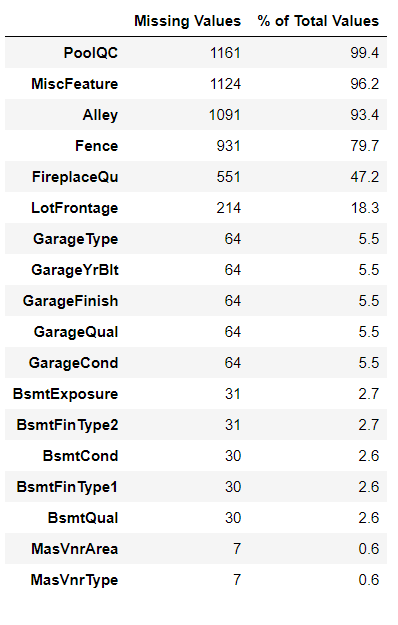 Missing Values % of Total Values
PoolQC 1161 99.4
MiscFeature 1124 96.2
Alley 1091 93.4
Fence 931 79.7
FireplaceQu 551 47.2
LotFrontage 214 18.3
GarageType 64 5.5
GarageYrBlt 64 5.5
GarageFinish 64 5.5
GarageQual 64 5.5
GarageCond 64 5.5
BsmtExposure 31 2.7
BsmtFinType2 31 2.7
BsmtCond 30 2.6
BsmtFinType1 30 2.6
BsmtQual 30 2.6
MasVnrArea 7 0.6
MasVnrType 7 0.6